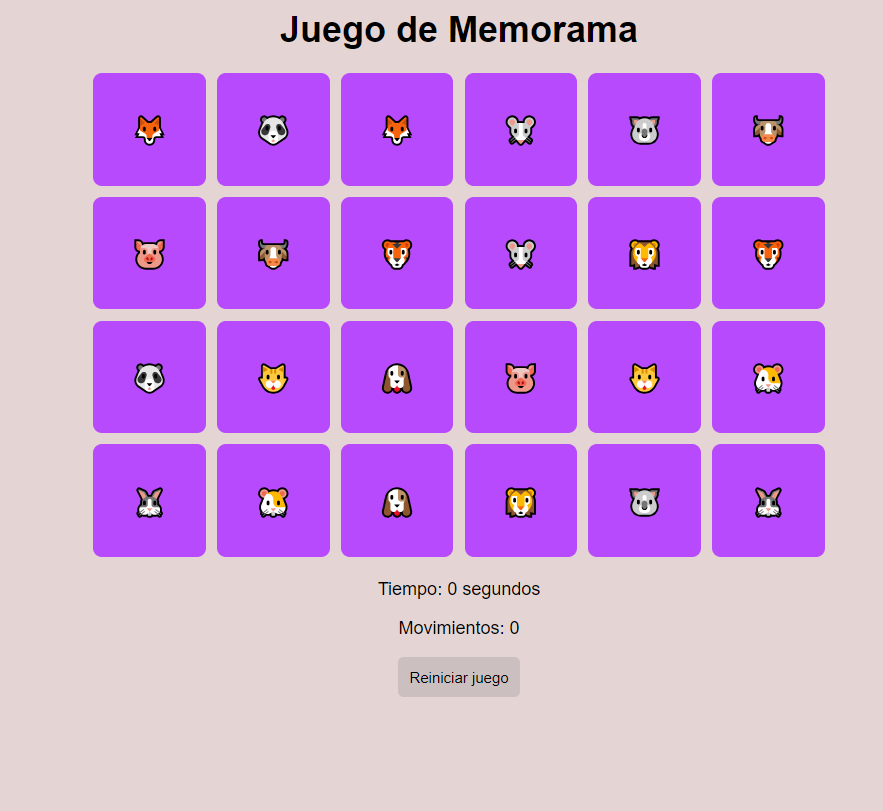 Juego de Memorama
Tiempo: 0 segundos
Movimientos: 0
Reiniciar juego